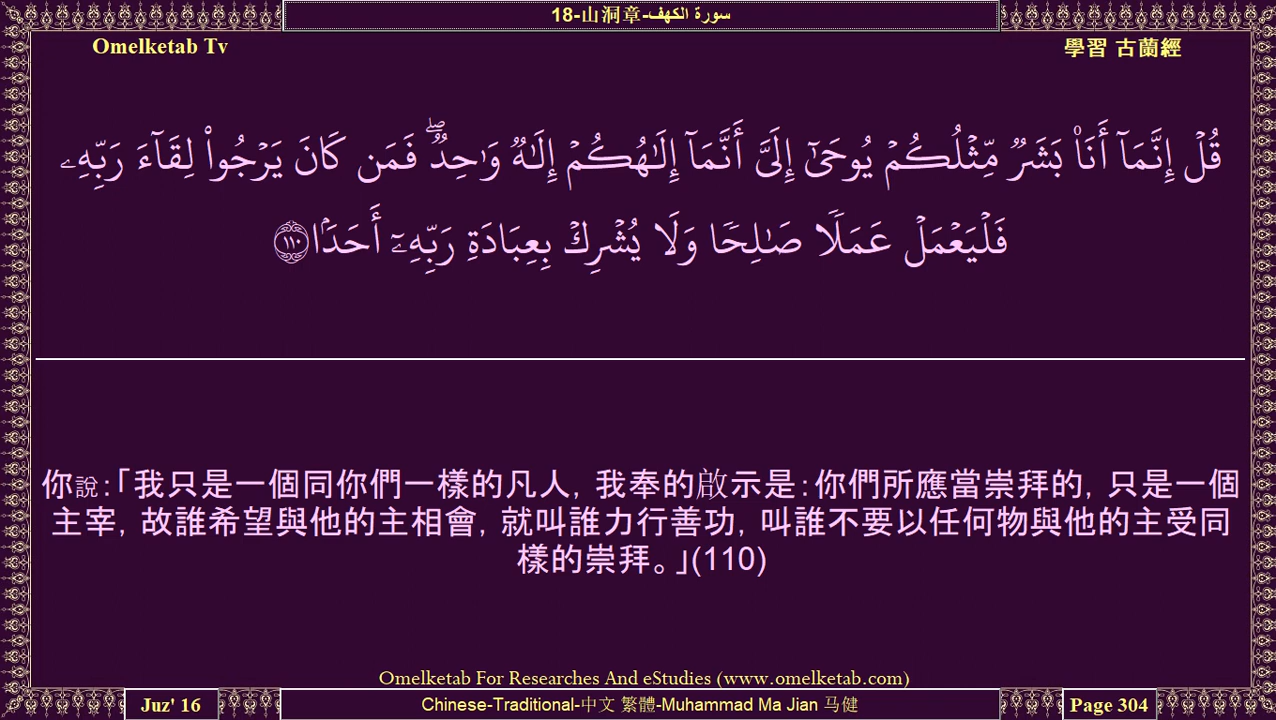 18-山洞章-سورة الكهف
Omelketab Tv
學習 古蘭經
قُلۡ إِنَّمَآ أَنَا۠ بَشَرٞ مِّثۡلُكُمۡ يُوحَىٰٓ إِلَيَّ أَنَّمَآ إِلَٰهُكُمۡ إِلَٰهٞ وَٰحِدٞۖ فَمَن كَانَ يَرۡجُواْ لِقَآءَ رَبِّهِۦ
فَلۡيَعۡمَلۡ عَمَلٗا صَٰلِحٗا وَلَا يُشۡرِكۡ بِعِبَادَةِ رَبِّهِۦٓ أَحَدَۢا ١١٠
你說:「我只是一個同你們一樣的凡人, 我奉的啟示是:你們所應當崇拜的, 只是一個
主宰, 故誰希望與他的主相會, 就叫誰力行善功, 叫誰不要以任何物與他的主受同
樣的崇拜。」(110)
Omelketab For Researches And eStudies (www.omelketab.com)
Juz' 16
Chinese-Traditional-中文 繁體-Muhammad Ma Jian 马健
Page 304